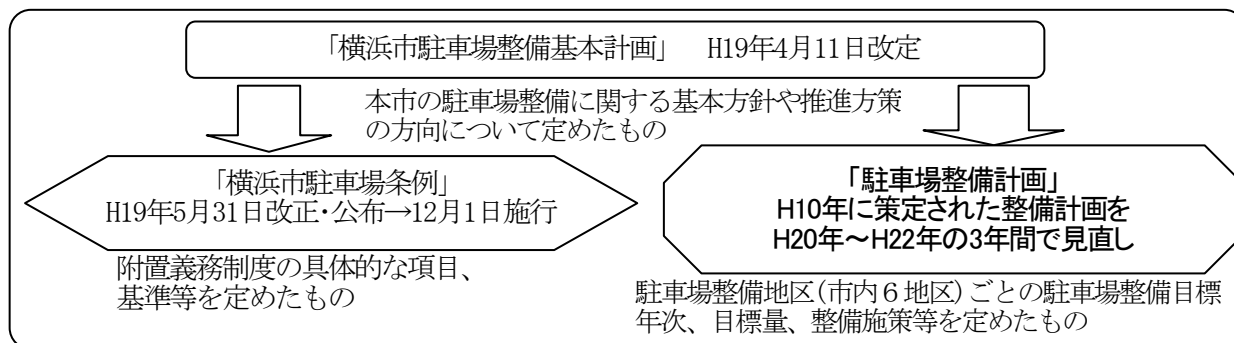 「横浜市駐車場整備基本計画」　H19年4月11日改定
本市の駐車場整備に関する基本方針や推進方策
の方向について定めたもの
「横浜市駐車場条例」
H19年5月31日改正・公布→12月1日施行
附置義務制度の具体的な項目、
基準等を定めたもの
「駐車場整備計画」
H10年に策定された整備計画を
H20年～H22年の3年間で見直し
駐車場整備地区(市内６地区)ごとの駐車場整備目標
年次、目標量、整備施策等を定めたもの